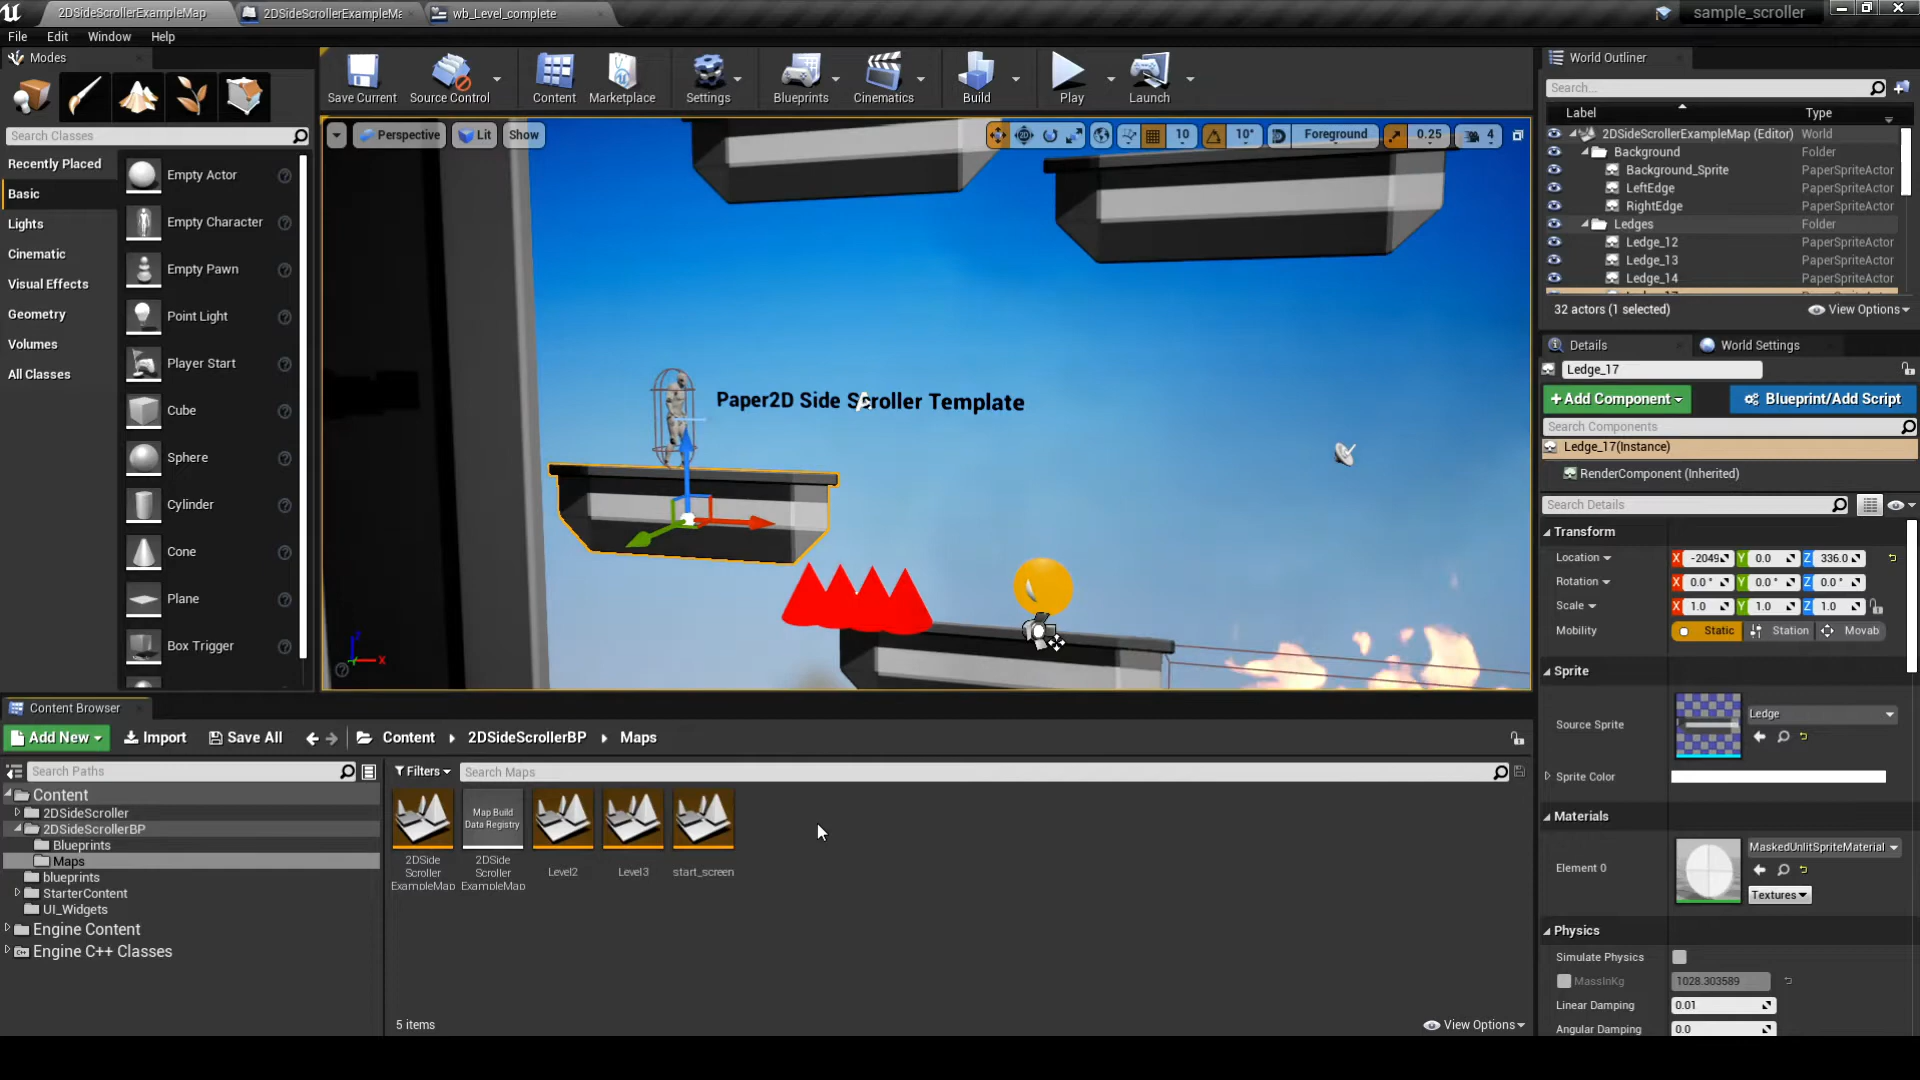 2DSideScrollerExampleMap
2DSideScrollerExampleMa
wb_Level_complete
sample_scroller
File Edit Window Help
Modes
Search Classes
Recently Placed
Basic
Lights
Cinematic
Visual Effects
Geometry
Volumes
All Classes
Empty Actor
Empty Character
Empty Pawn
Point Light
Player Start
Cube
Sphere
Cylinder
Cone
Plane
Box Trigger
Save Current
Source Control
Content
Marketplace
Settings
Blueprints
Cinematics
Build
Play
Launch
Perspective
Lit
Show
10
10°
Foreground
0.25
4
Paper2D Side Scroller Template
Z
X
World Outliner
Search...
Label Type
2DSideScrollerExampleMap (Editor) World
Background Folder
Background_Sprite PaperSpriteActor
LeftEdge PaperSpriteActor
RightEdge PaperSpriteActor
Ledges Folder
Ledge_12 PaperSpriteActor
Ledge_13 PaperSpriteActor
Ledge_14 PaperSpriteActor
32 actors (1 selected)
View Options
Details
World Settings
Ledge_17
+Add Component
Blueprint/Add Script
Search Components
Ledge_17(Instance)
RenderComponent (Inherited)
Search Details
Transform
Location X -2049 Y 0.0 Z 336.0
Rotation X 0.0 ° Y 0.0 ° Z 0.0 °
Scale X 1.0 Y 1.0 Z 1.0
Mobility Static Station Movab
Sprite
Source Sprite
Ledge
Sprite Color
Materials
Element 0
MaskedUnlitSpriteMaterial
Textures
Physics
Simulate Physics
MassInKg 1028.303589
Linear Damping 0.01
Angular Damping 0.0
Content Browser
Add New
Import
Save All
Content
2DSideScrollerBP
Maps
Search Paths
Content
2DSideScroller
2DSideScrollerBP
Blueprints
Maps
blueprints
StarterContent
UI_Widgets
Engine Content
Engine C++ Classes
Filters
Search Maps
Map Build
Data Registry
2DSide
Scroller
ExampleMap
2DSide
Scroller
ExampleMap
Level2
Level3
start_screen
5 items
View Options